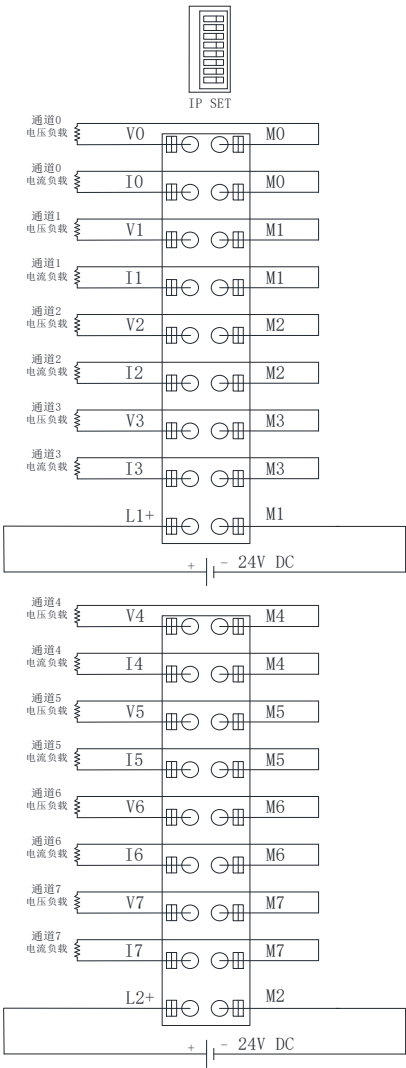 IP SET
通道0
电压负载 V0 M0
通道0
电流负载 I0 M0
通道1
电压负载 V1 M1
通道1
电流负载 I1 M1
通道2
电压负载 V2 M2
通道2
电流负载 I2 M2
通道3
电压负载 V3 M3
通道3
电流负载 I3 M3
L1+ M1
+ - 24V DC
通道4
电压负载 V4 M4
通道4
电流负载 I4 M4
通道5
电压负载 V5 M5
通道5
电流负载 I5 M5
通道6
电压负载 V6 M6
通道6
电流负载 I6 M6
通道7
电压负载 V7 M7
通道7
电流负载 I7 M7
L2+ M2
+ - 24V DC